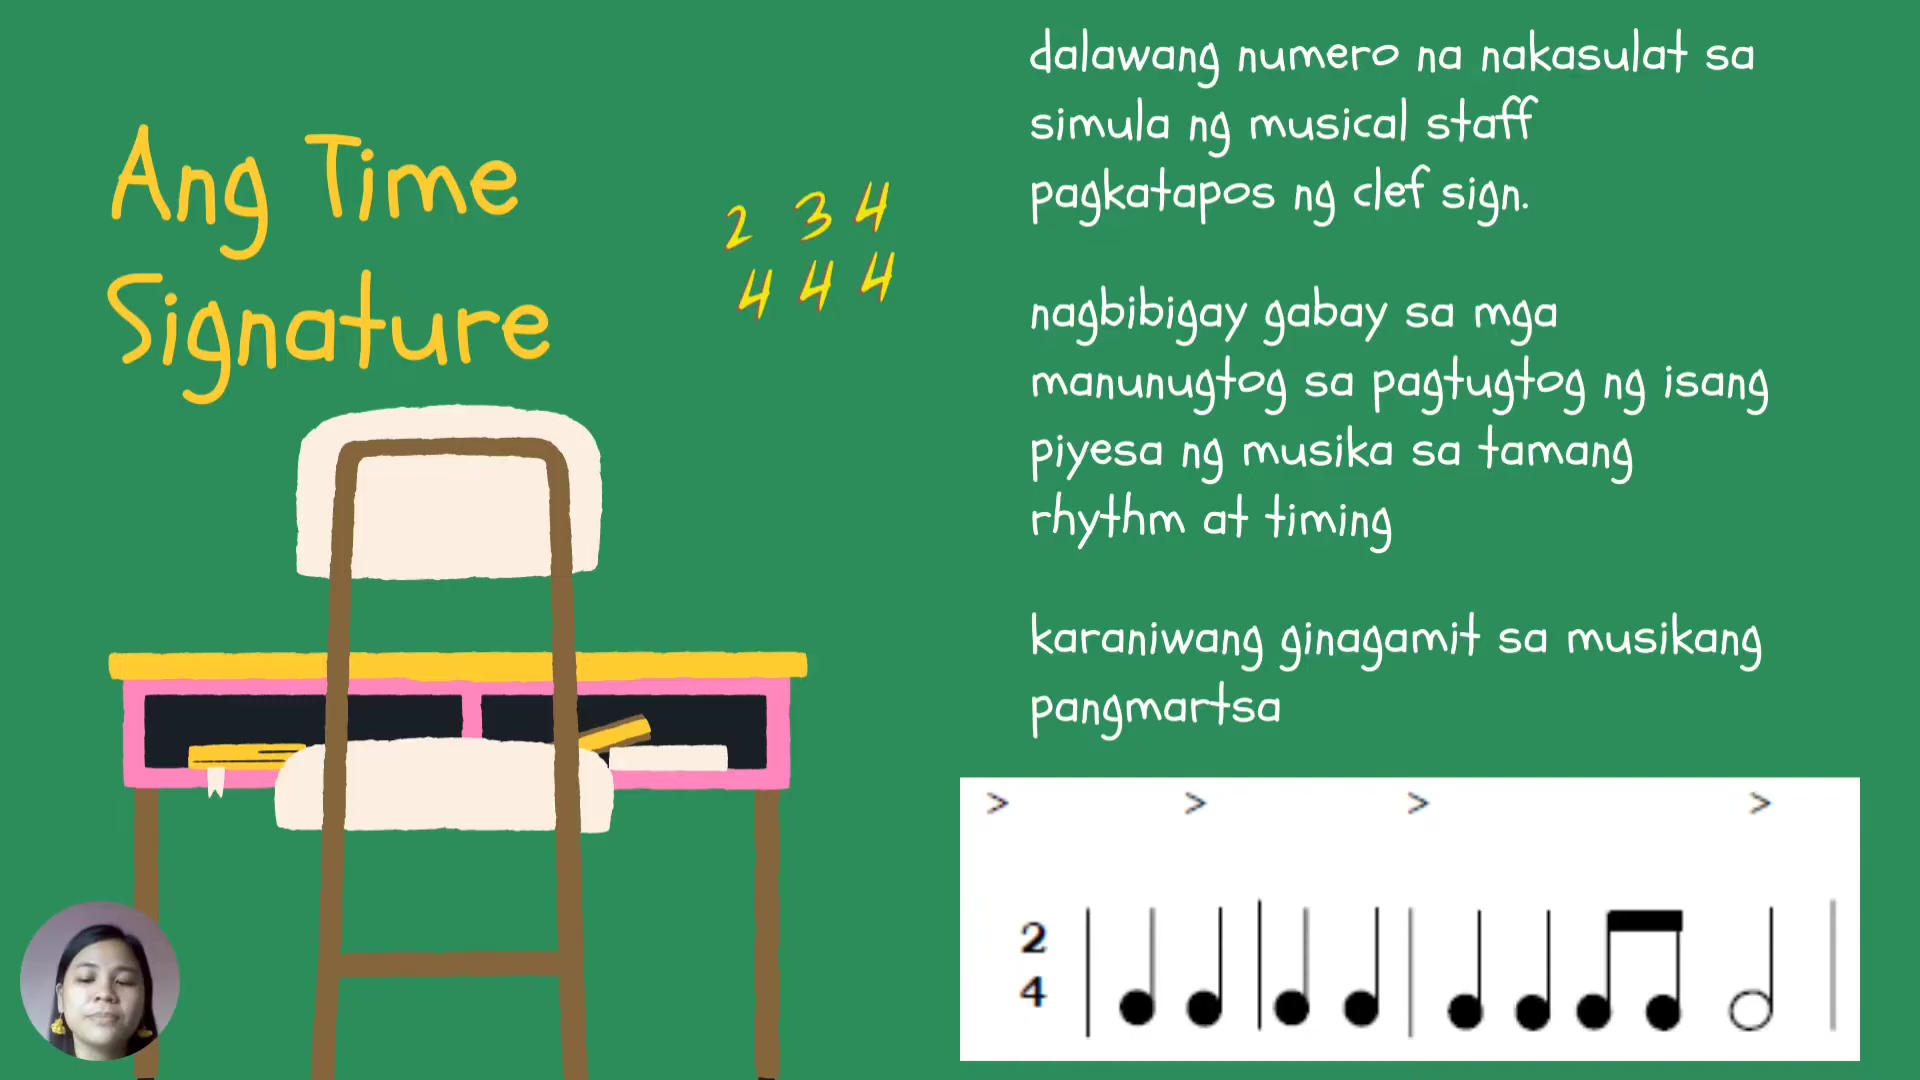 Ang Time
Signature
2 3 4
4 4 4
dalawang numero na nakasulat sa
simula ng musical staff
pagkatapos ng clef sign.
nagbibigay gabay sa mga
manunugtog sa pagtugtog ng isang
piyesa ng musika sa tamang
rhythm at timing
karaniwang ginagamit sa musikang
pangmartsa
> > > >
2
4